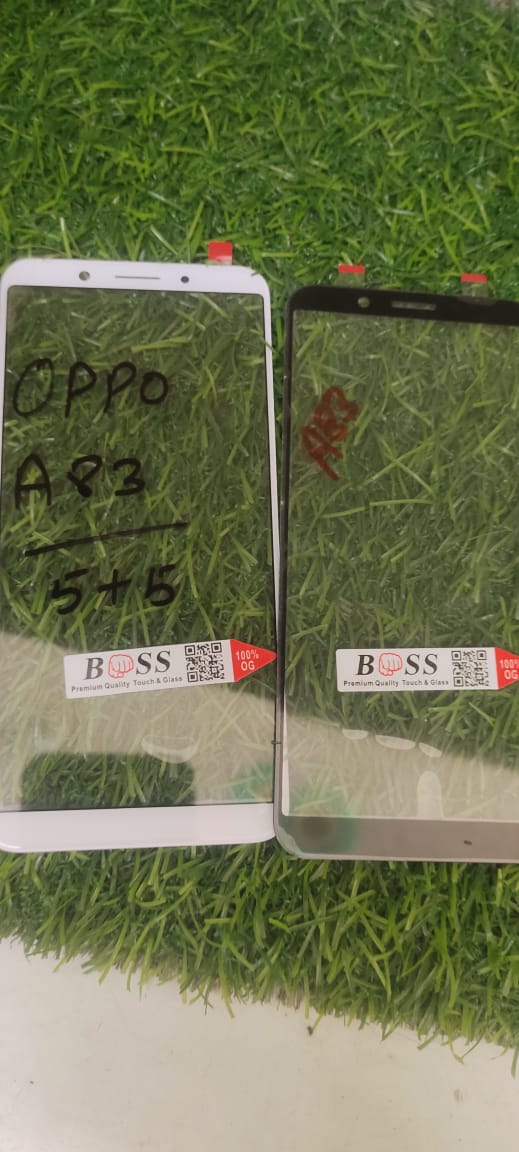 OPPO
A83
5+5
A83
BOSS
Premium Quality Touch & Glass
100%
OG
BOSS
Premium Quality Touch & Glass
100%
OG